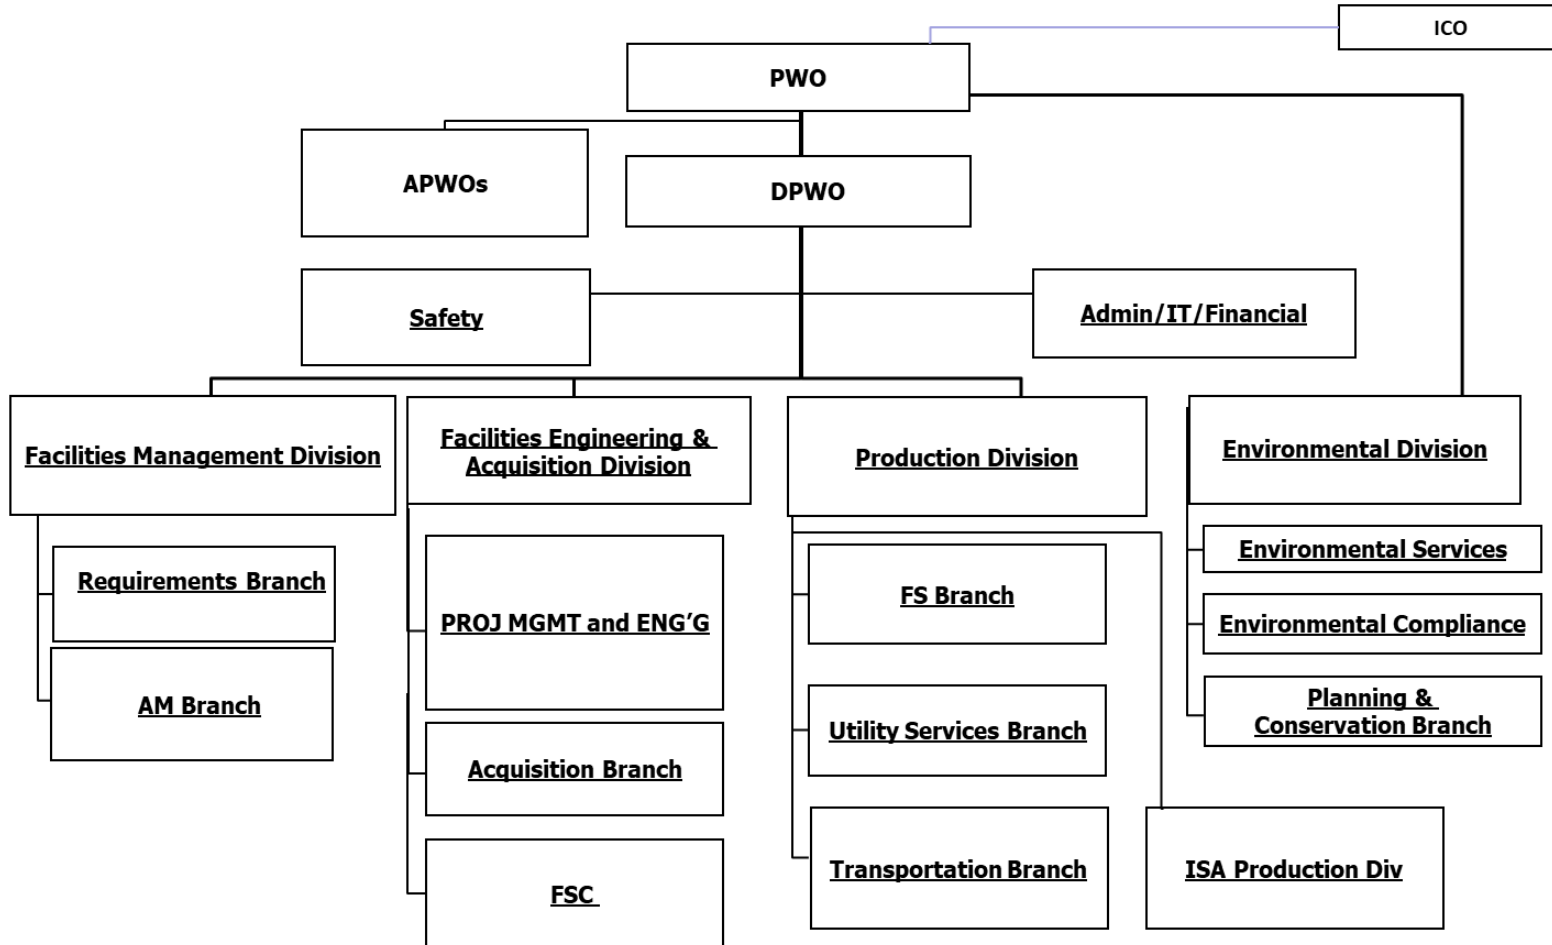 ICO
PWO
APWOs
DPWO
Safety
Admin/IT/Financial
Facilities Management Division
Facilities Engineering &
Acquisition Division
Production Division
Environmental Division
Requirements Branch
AM Branch
PROJ MGMT and ENG’G
Acquisition Branch
FSC
FS Branch
Utility Services Branch
Transportation Branch
ISA Production Div
Environmental Services
Environmental Compliance
Planning &
Conservation Branch